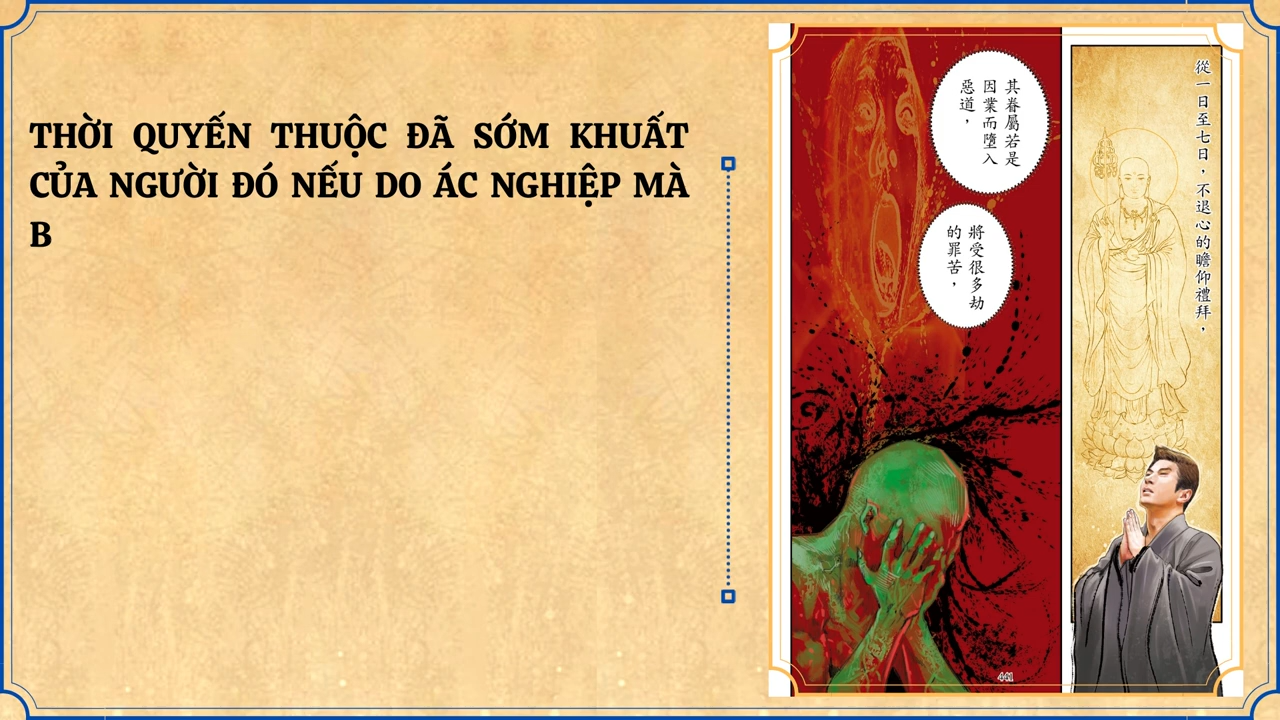 THỜI QUYẾN THUỘC ĐÃ SỚM KHUẤT
CỦA NGƯỜI ĐÓ NẾU DO ÁC NGHIỆP MÀ
B
從一日至七日，不退心的瞻仰禮拜，
其眷屬若是
因業而墮入
惡道，
將受很多劫
的罪苦，
441